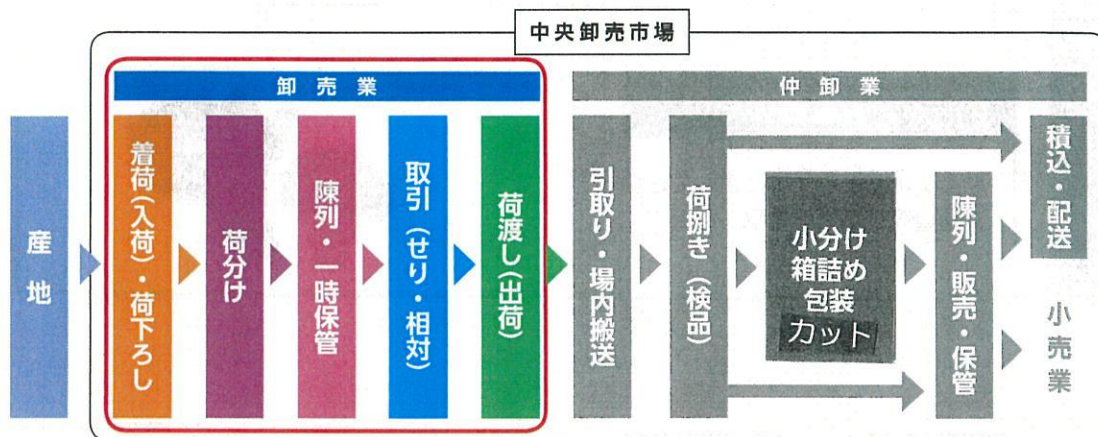 中央卸売市場
卸売業
仲卸業
産地
着荷(入荷)・荷下ろし
荷分け
陳列・一時保管
取引(せり・相対)
荷渡し(出荷)
引取り・場内搬送
荷捌き(検品)
小分け
箱詰め
包装
カット
陳列・販売・保管
積込・配送
小売業